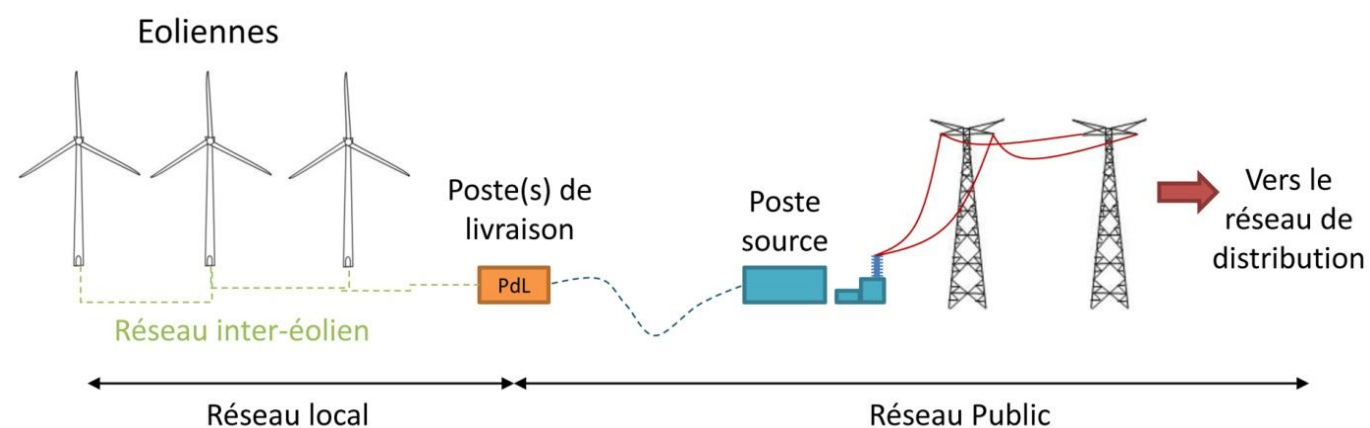 Eoliennes
Poste(s) de
livraison
PdL
Poste
source
Vers le
réseau de
distribution
Réseau inter-éolien
Réseau local
Réseau Public